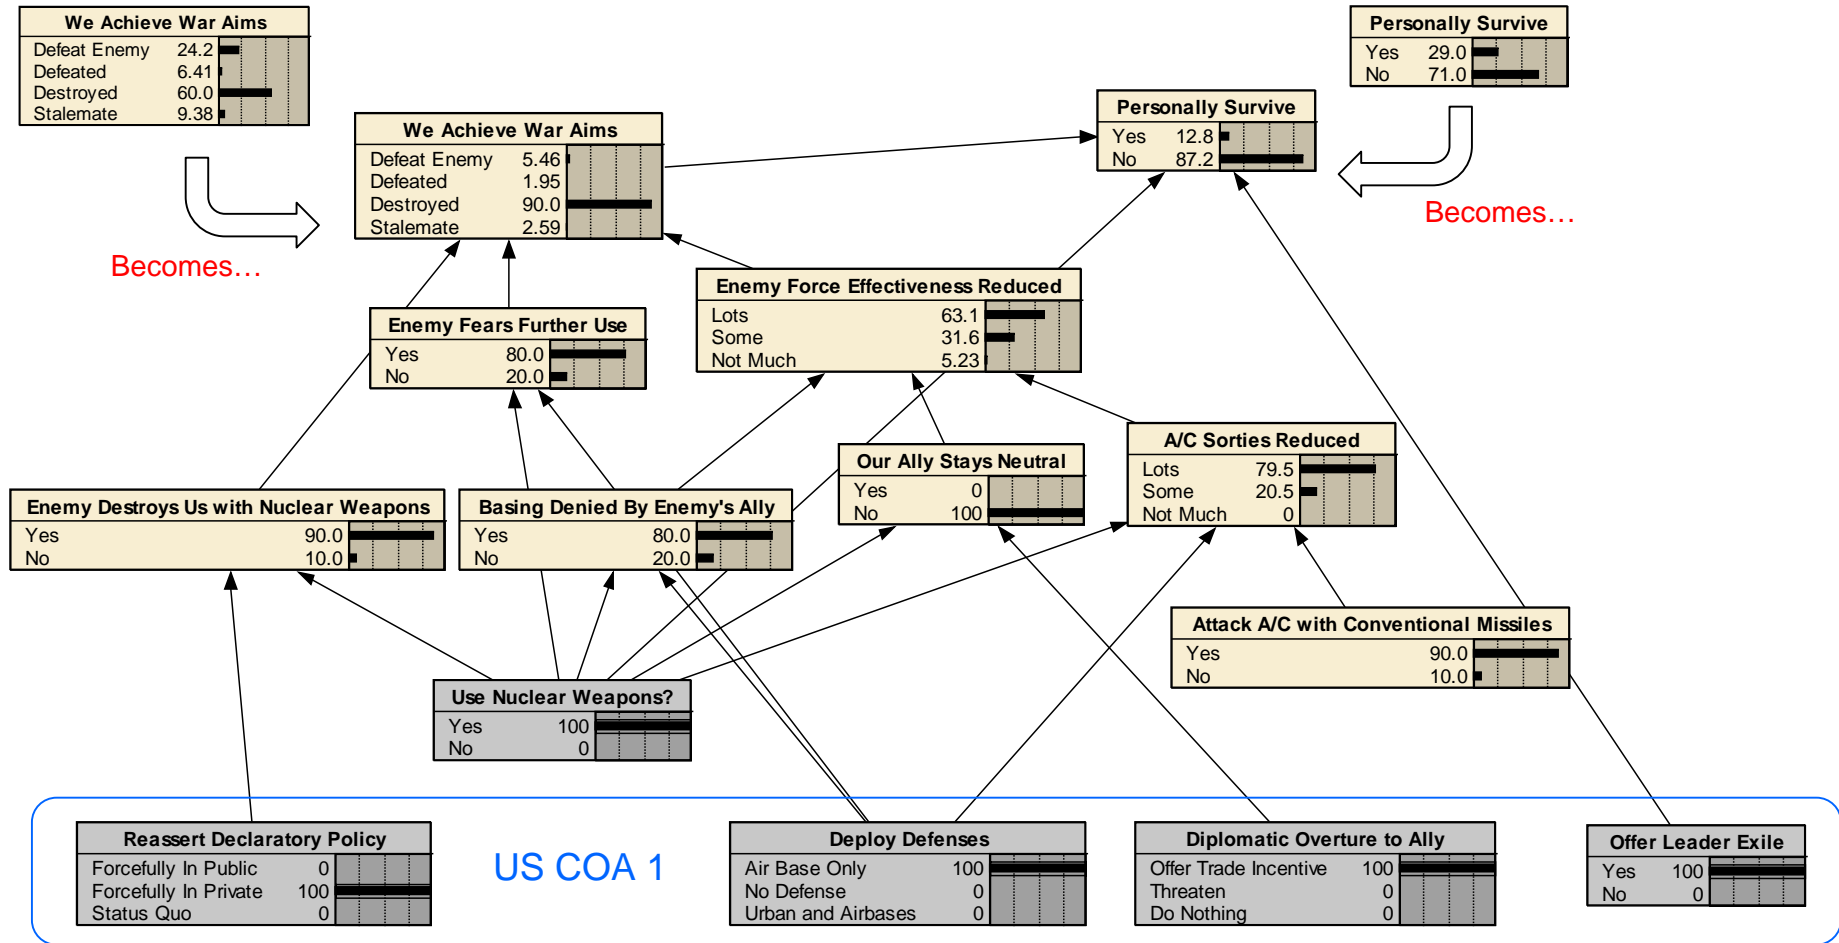 We Achieve War Aims
Defeat Enemy 24.2
Defeated 6.41
Destroyed 60.0
Stalemate 9.38
Personally Survive
Yes 29.0
No 71.0
We Achieve War Aims
Defeat Enemy 5.46
Defeated 1.95
Destroyed 90.0
Stalemate 2.59
Personally Survive
Yes 12.8
No 87.2
Becomes…
Becomes…
Enemy Force Effectiveness Reduced
Lots 63.1
Some 31.6
Not Much 5.23
Enemy Fears Further Use
Yes 80.0
No 20.0
A/C Sorties Reduced
Lots 79.5
Some 20.5
Not Much 0
Our Ally Stays Neutral
Yes 0
No 100
Enemy Destroys Us with Nuclear Weapons
Yes 90.0
No 10.0
Basing Denied By Enemy's Ally
Yes 80.0
No 20.0
Attack A/C with Conventional Missiles
Yes 90.0
No 10.0
Use Nuclear Weapons?
Yes 100
No 0
Reassert Declaratory Policy
Forcefully In Public 0
Forcefully In Private 100
Status Quo 0
US COA 1
Deploy Defenses
Air Base Only 100
No Defense 0
Urban and Airbases 0
Diplomatic Overture to Ally
Offer Trade Incentive 100
Threaten 0
Do Nothing 0
Offer Leader Exile
Yes 100
No 0